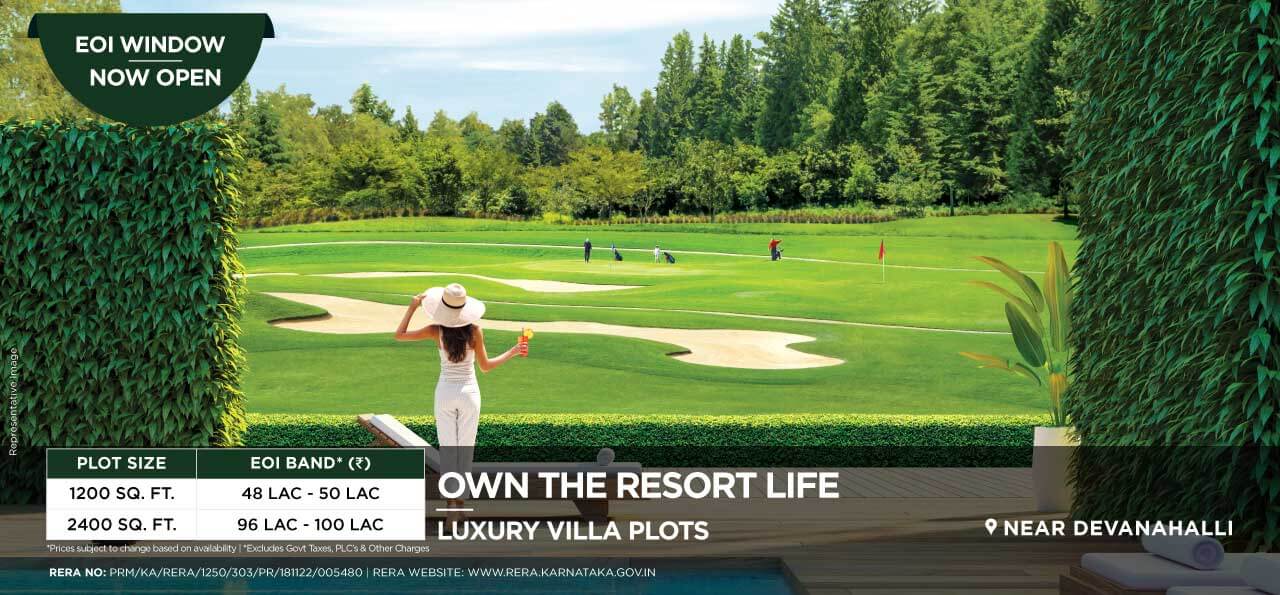 EOI WINDOW
NOW OPEN
Representative Image
PLOT SIZE EOI BAND* (₹)
1200 SQ. FT. 48 LAC - 50 LAC
2400 SQ. FT. 96 LAC - 100 LAC
*Prices subject to change based on availability | *Excludes Govt Taxes, PLC's & Other Charges
OWN THE RESORT LIFE
LUXURY VILLA PLOTS
NEAR DEVANAHALLI
RERA NO: PRM/KA/RERA/1250/303/PR/181122/005480 | RERA WEBSITE: WWW.RERA.KARNATAKA.GOV.IN